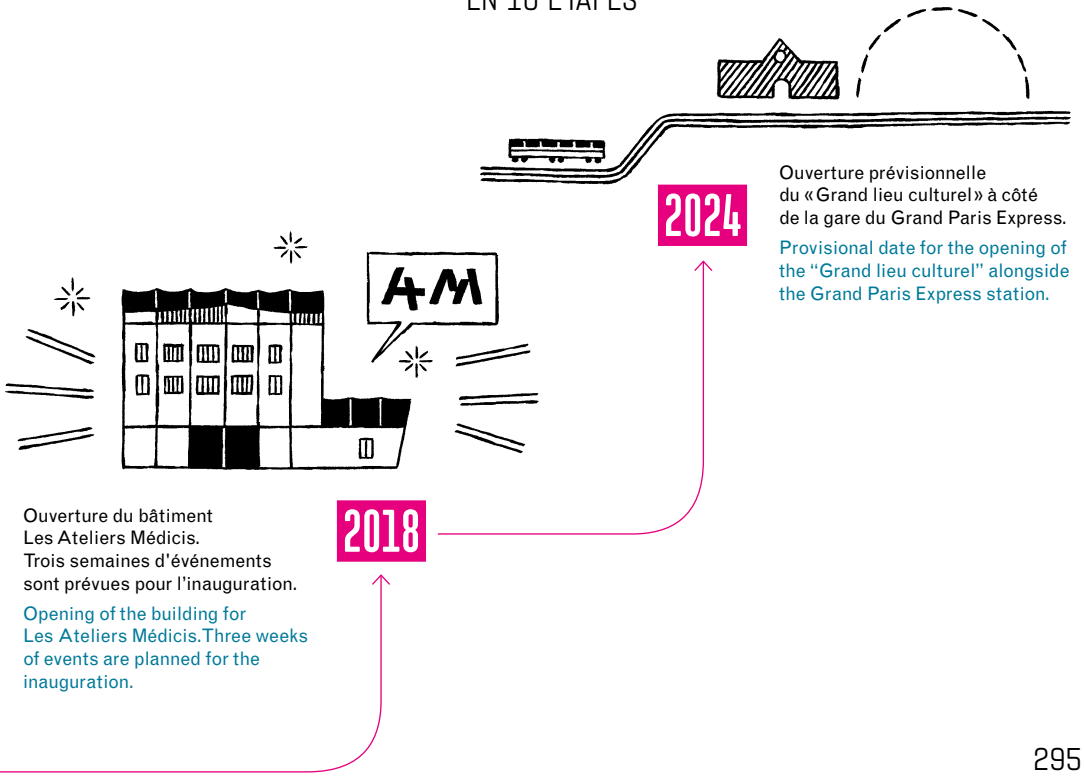 EN 10 ÉTAPES
2024
Ouverture prévisionnelle
du «Grand lieu culturel» à côté
de la gare du Grand Paris Express.
Provisional date for the opening of
the “Grand lieu culturel” alongside
the Grand Paris Express station.
AM
2018
Ouverture du bâtiment
Les Ateliers Médicis.
Trois semaines d'événements
sont prévues pour l'inauguration.
Opening of the building for
Les Ateliers Médicis.Three weeks
of events are planned for the
inauguration.
295